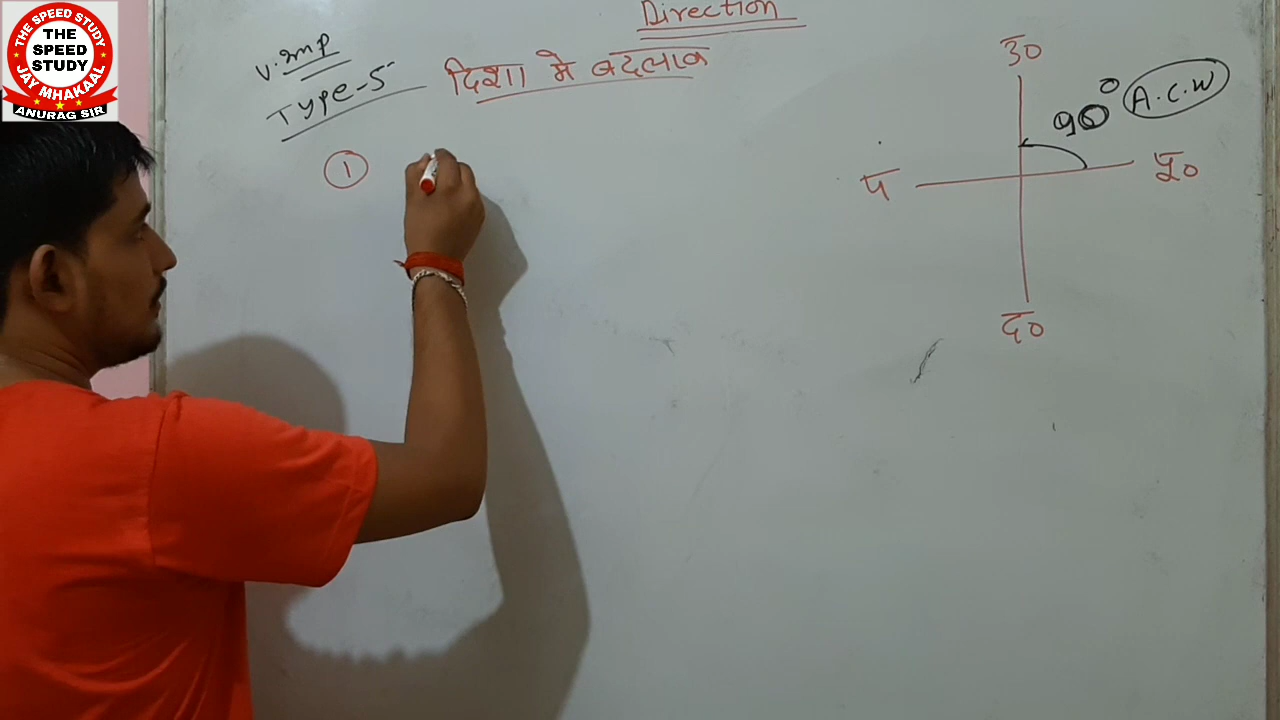 THE SPEED STUDY
THE
SPEED
STUDY
JAY MHAKAAL
ANURAG SIR
Direction
V. Imp
Type-5
दिशा में बदलाव
1
उ०
90° A.C.W
प
पू०
द०